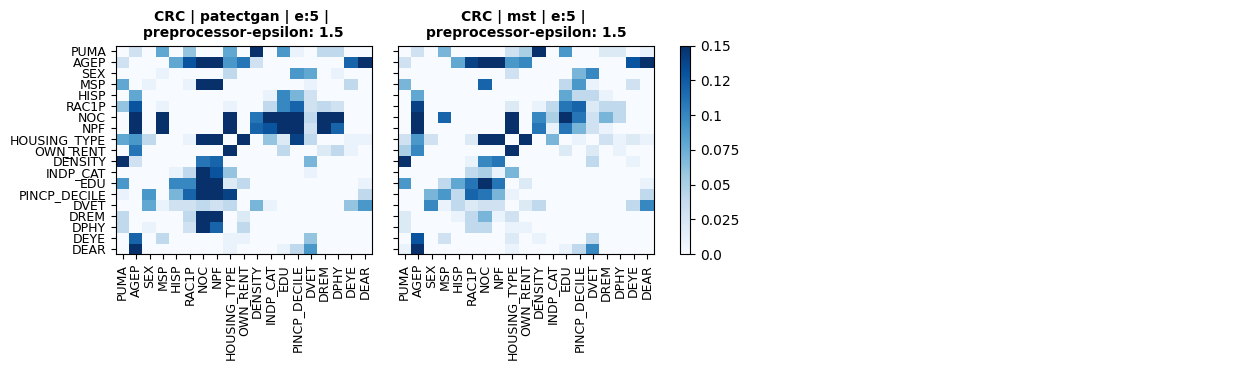 CRC | patectgan | e:5 |
preprocessor-epsilon: 1.5
CRC | mst | e:5 |
preprocessor-epsilon: 1.5
PUMA
AGEP
SEX
MSP
HISP
RAC1P
NOC
NPF
HOUSING_TYPE
OWN_RENT
DENSITY
INDP_CAT
EDU
PINCP_DECILE
DVET
DREM
DPHY
DEYE
DEAR
0.15
0.125
0.1
0.075
0.05
0.025
0.0
PUMA
AGEP
SEX
MSP
HISP
RAC1P
NOC
NPF
HOUSING_TYPE
OWN_RENT
DENSITY
INDP_CAT
EDU
PINCP_DECILE
DVET
DREM
DPHY
DEYE
DEAR
PUMA
AGEP
SEX
MSP
HISP
RAC1P
NOC
NPF
HOUSING_TYPE
OWN_RENT
DENSITY
INDP_CAT
EDU
PINCP_DECILE
DVET
DREM
DPHY
DEYE
DEAR